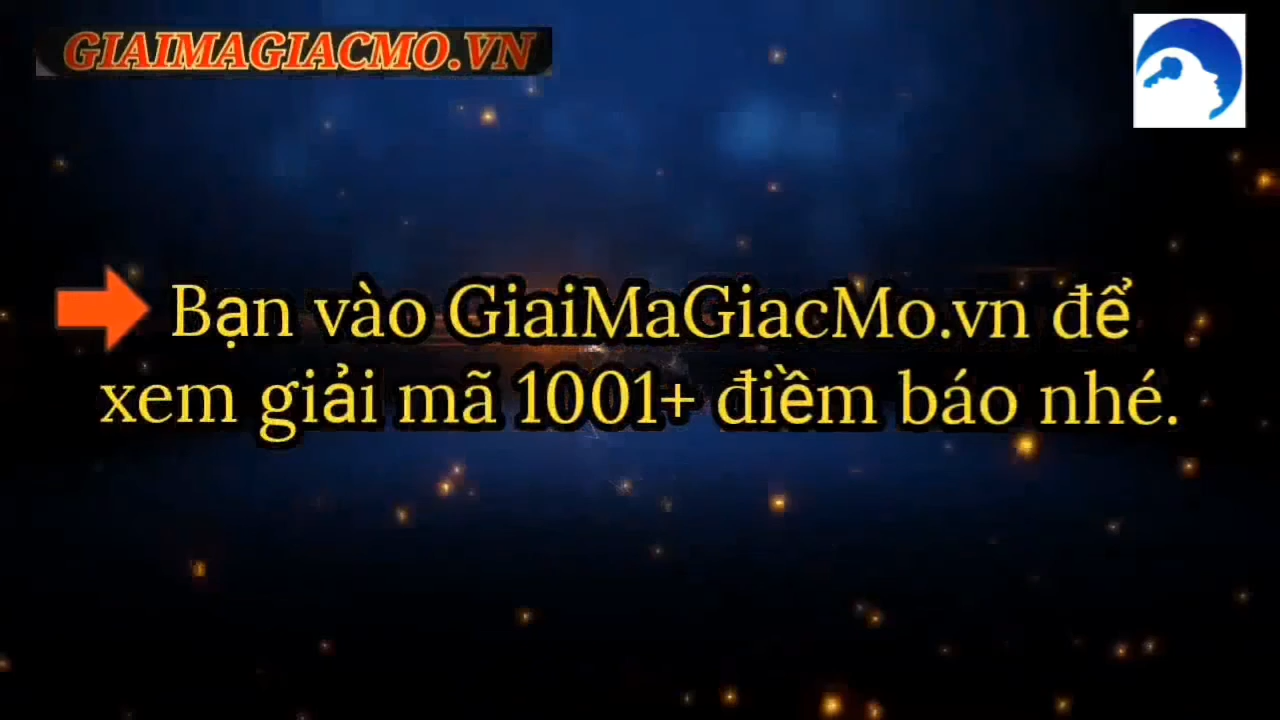 GIAIMAGIACMO.VN
Bạn vào GiaiMaGiacMo.vn để
xem giải mã 1001+ điềm báo nhé.